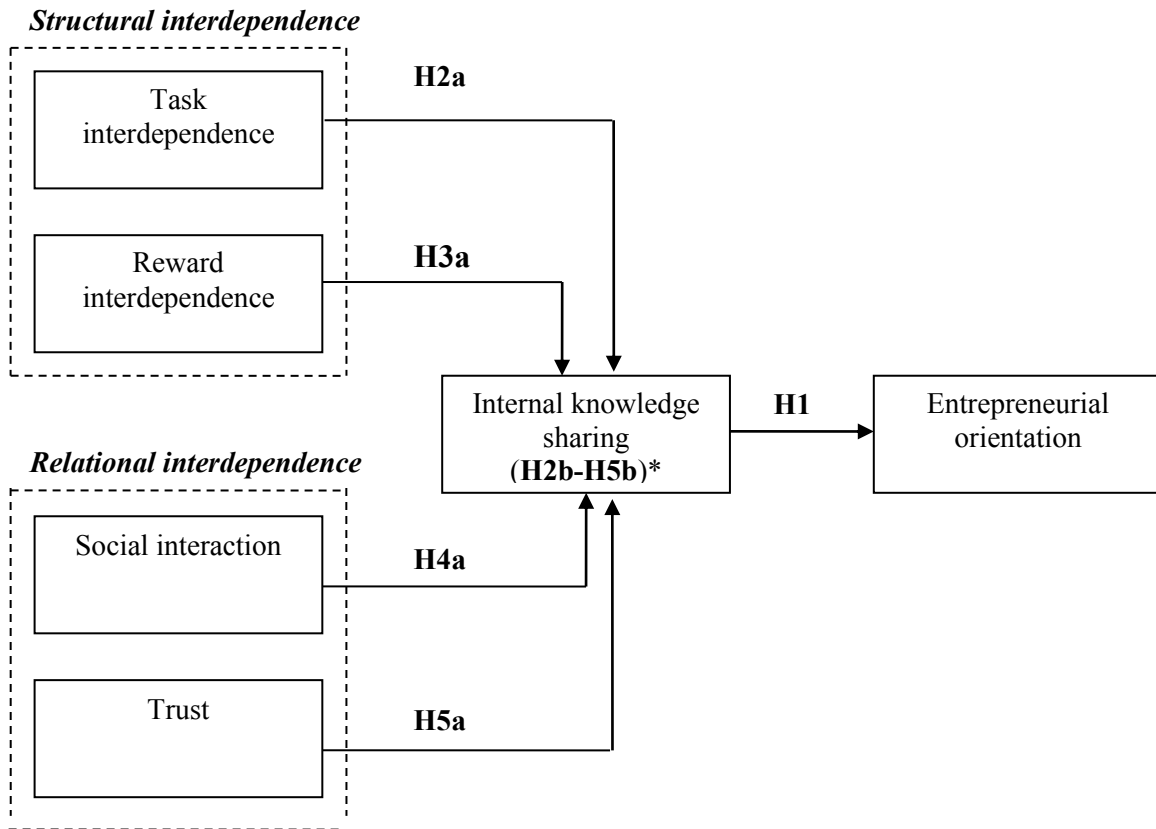 Structural interdependence
Task
interdependence
H2a
Reward
interdependence
H3a
Internal knowledge
sharing
(H2b-H5b)*
H1
Entrepreneurial
orientation
Relational interdependence
Social interaction
H4a
Trust
H5a